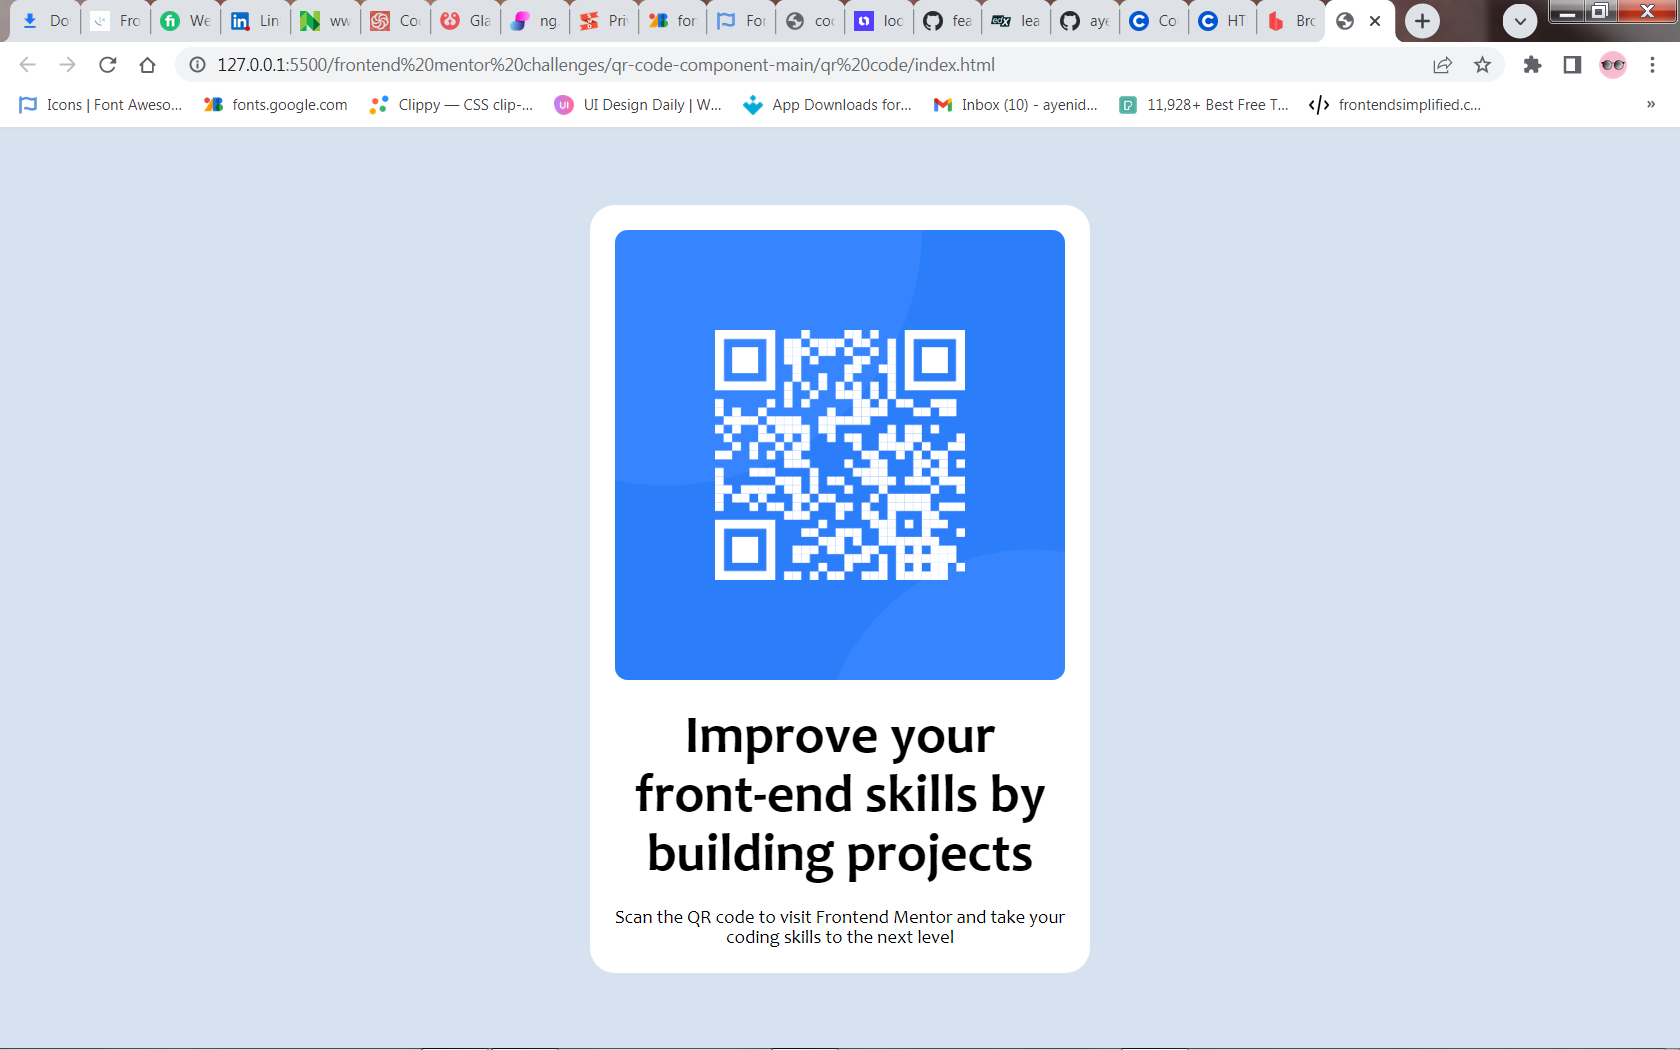 Do Fro We Lin ww Co Gla ng. Pri for For coc loc fea lea aye Co HT Bro
127.0.0.1:5500/frontend%20mentor%20challenges/qr-code-component-main/qr%20code/index.html
Icons | Font Aweso... fonts.google.com Clippy — CSS clip-... UI Design Daily | W... App Downloads for... Inbox (10) - ayenid... 11,928+ Best Free T... frontendsimplified.c... »
Improve your
front-end skills by
building projects
Scan the QR code to visit Frontend Mentor and take your
coding skills to the next level